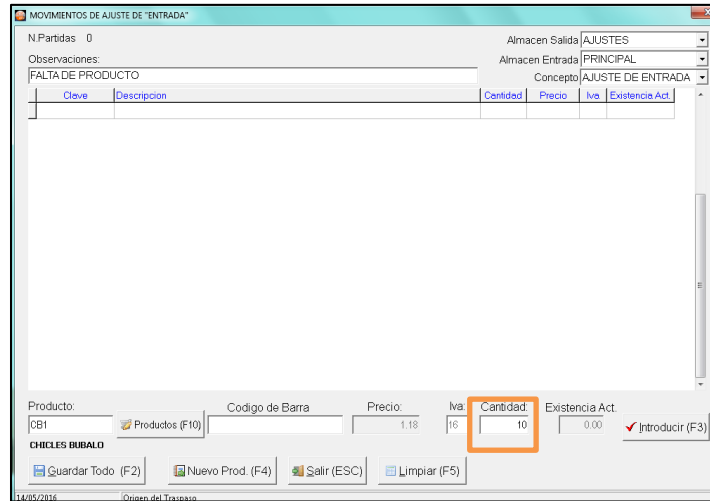 MOVIMIENTOS DE AJUSTE DE "ENTRADA"
N.Partidas 0
Almacen Salida AJUSTES
Observaciones:
Almacen Entrada PRINCIPAL
FALTA DE PRODUCTO
Concepto AJUSTE DE ENTRADA
Clave Descripcion Cantidad Precio Iva Existencia Act.
Producto: Codigo de Barra Precio: Iva: Cantidad: Existencia Act.
CB1 Productos (F10) 1.18 16 10 0.00 Introducir (F3)
CHICLES BUBALO
Guardar Todo (F2) Nuevo Prod. (F4) Salir (ESC) Limpiar (F5)
14/05/2016 Origen del Traspaso